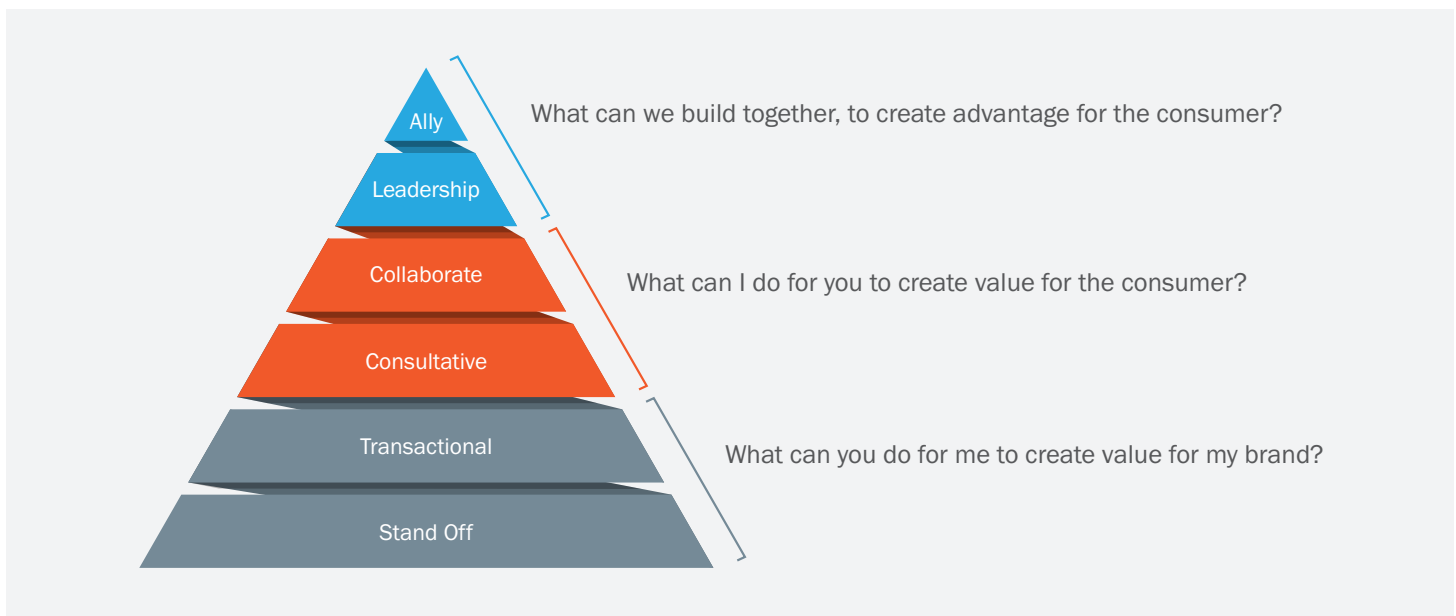 Ally
What can we build together, to create advantage for the consumer?
Leadership
Collaborate
What can I do for you to create value for the consumer?
Consultative
Transactional
What can you do for me to create value for my brand?
Stand Off